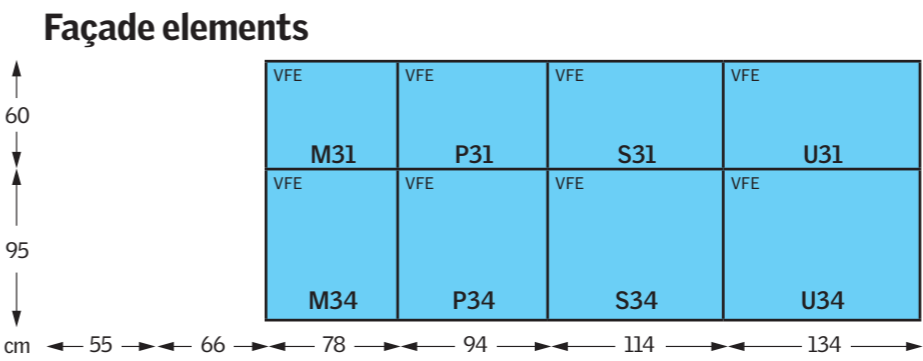 Façade elements
VFE VFE VFE VFE
60
M31 P31 S31 U31
VFE VFE VFE VFE
95
M34 P34 S34 U34
cm 55 66 78 94 114 134